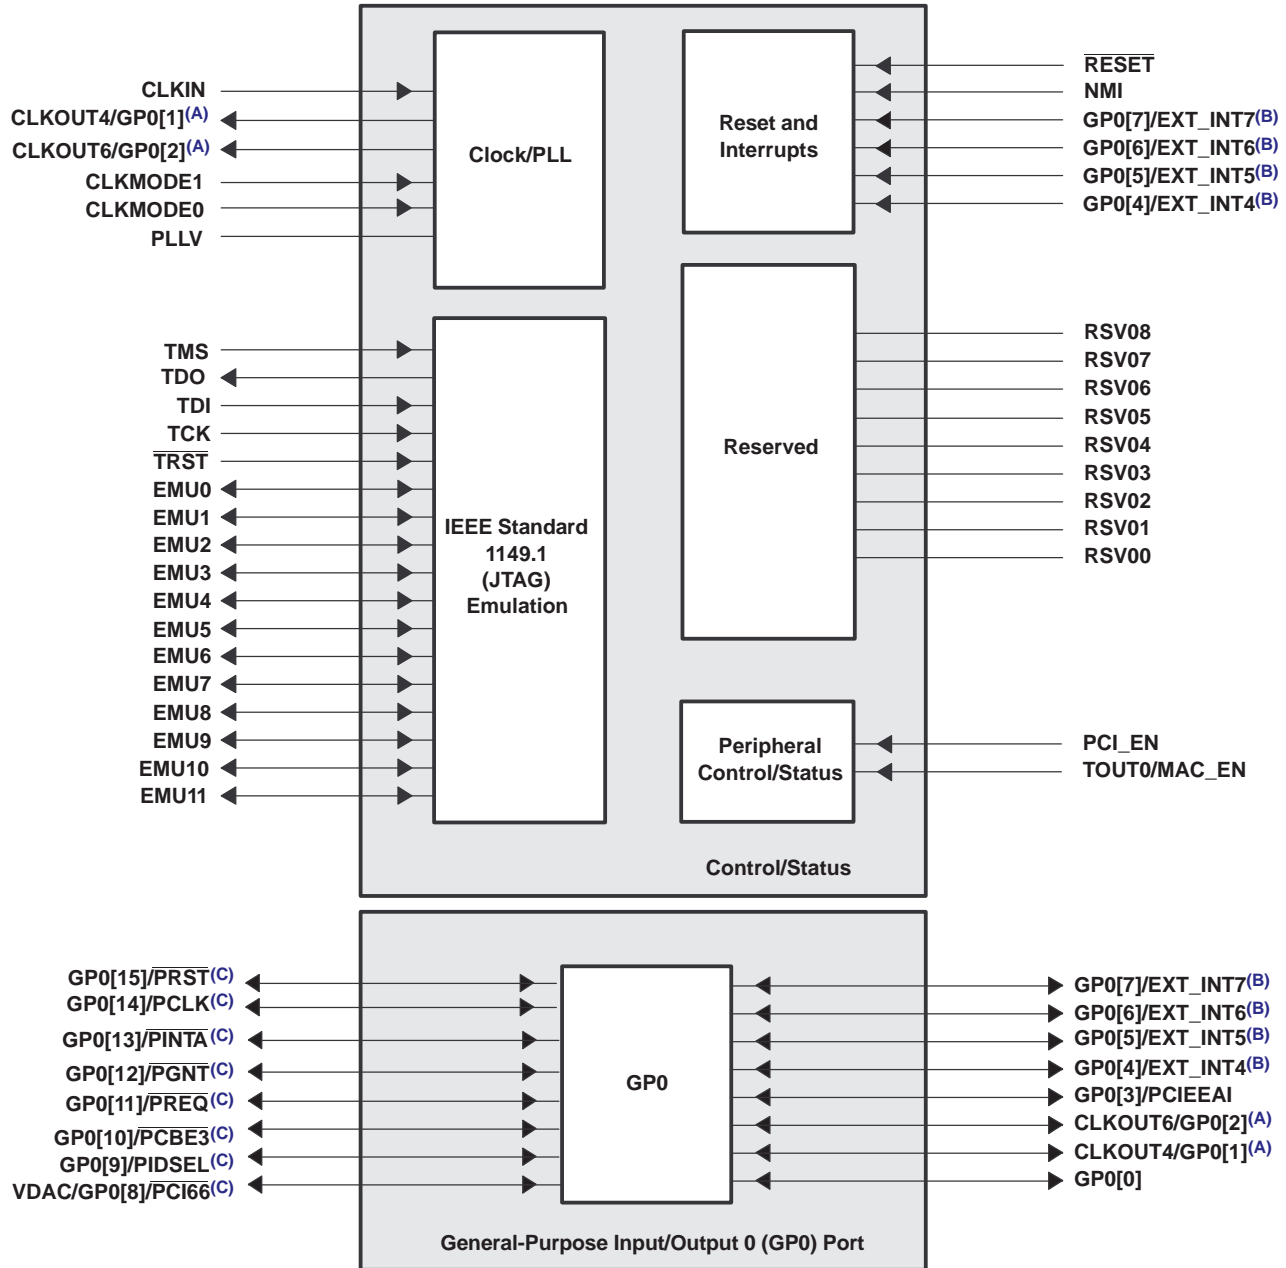 CLKIN
CLKOUT4/GP0[1](A)
CLKOUT6/GP0[2](A)
CLKMODE1
CLKMODE0
PLLV
Clock/PLL
Reset and
Interrupts
RESET
NMI
GP0[7]/EXT_INT7(B)
GP0[6]/EXT_INT6(B)
GP0[5]/EXT_INT5(B)
GP0[4]/EXT_INT4(B)
TMS
TDO
TDI
TCK
TRST
EMU0
EMU1
EMU2
EMU3
EMU4
EMU5
EMU6
EMU7
EMU8
EMU9
EMU10
EMU11
IEEE Standard
1149.1
(JTAG)
Emulation
Reserved
RSV08
RSV07
RSV06
RSV05
RSV04
RSV03
RSV02
RSV01
RSV00
Peripheral
Control/Status
PCI_EN
TOUT0/MAC_EN
Control/Status
GP0[15]/PRST(C)
GP0[14]/PCLK(C)
GP0[13]/PINTA(C)
GP0[12]/PGNT(C)
GP0[11]/PREQ(C)
GP0[10]/PCBE3(C)
GP0[9]/PIDSEL(C)
VDAC/GP0[8]/PCI66(C)
GP0
GP0[7]/EXT_INT7(B)
GP0[6]/EXT_INT6(B)
GP0[5]/EXT_INT5(B)
GP0[4]/EXT_INT4(B)
GP0[3]/PCIEEAI
CLKOUT6/GP0[2](A)
CLKOUT4/GP0[1](A)
GP0[0]
General-Purpose Input/Output 0 (GP0) Port